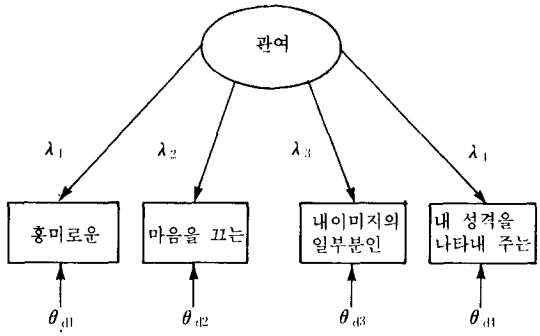 관여
λ₁ λ₂ λ₃ λ₄
흥미로운 마음을 끄는 내이미지의 내 성격을
일부분인 나타내 주는
θd1 θd2 θd3 θd4